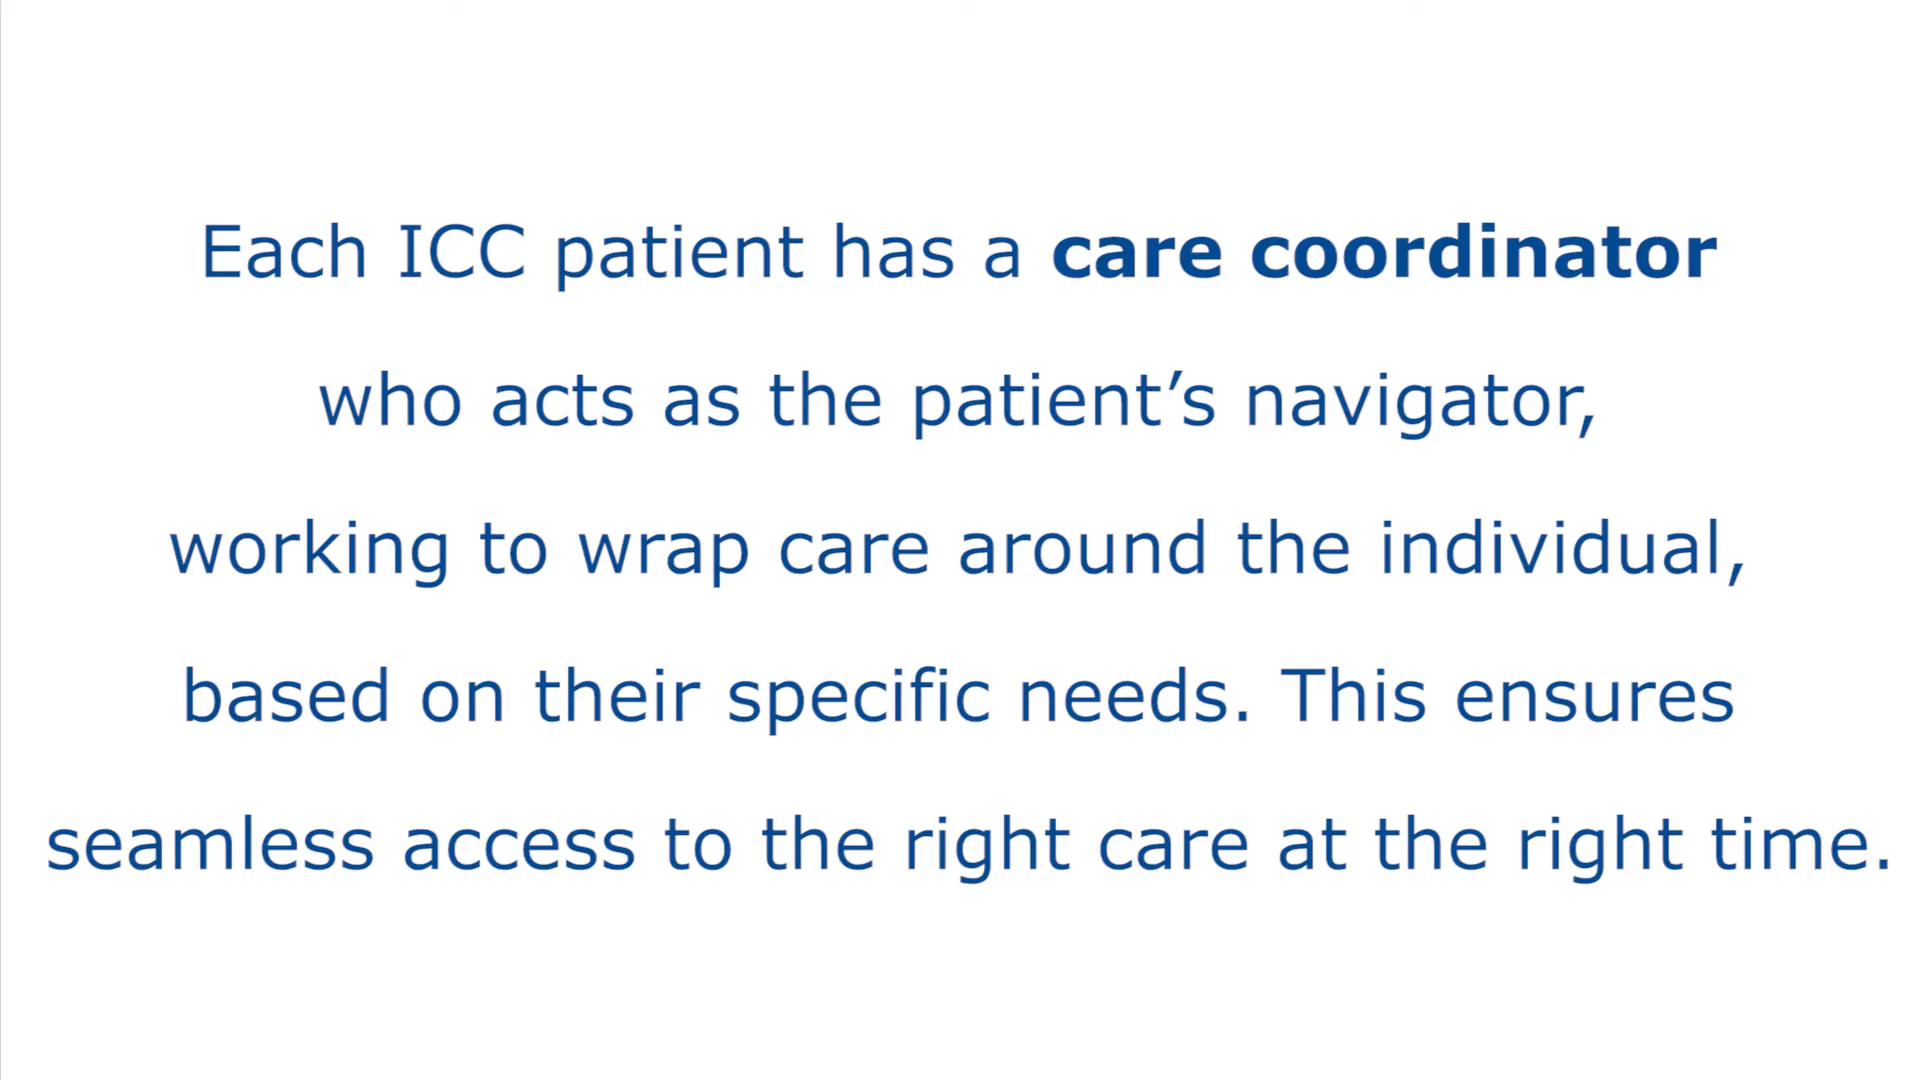 Each ICC patient has a care coordinator
who acts as the patient’s navigator,
working to wrap care around the individual,
based on their specific needs. This ensures
seamless access to the right care at the right time.